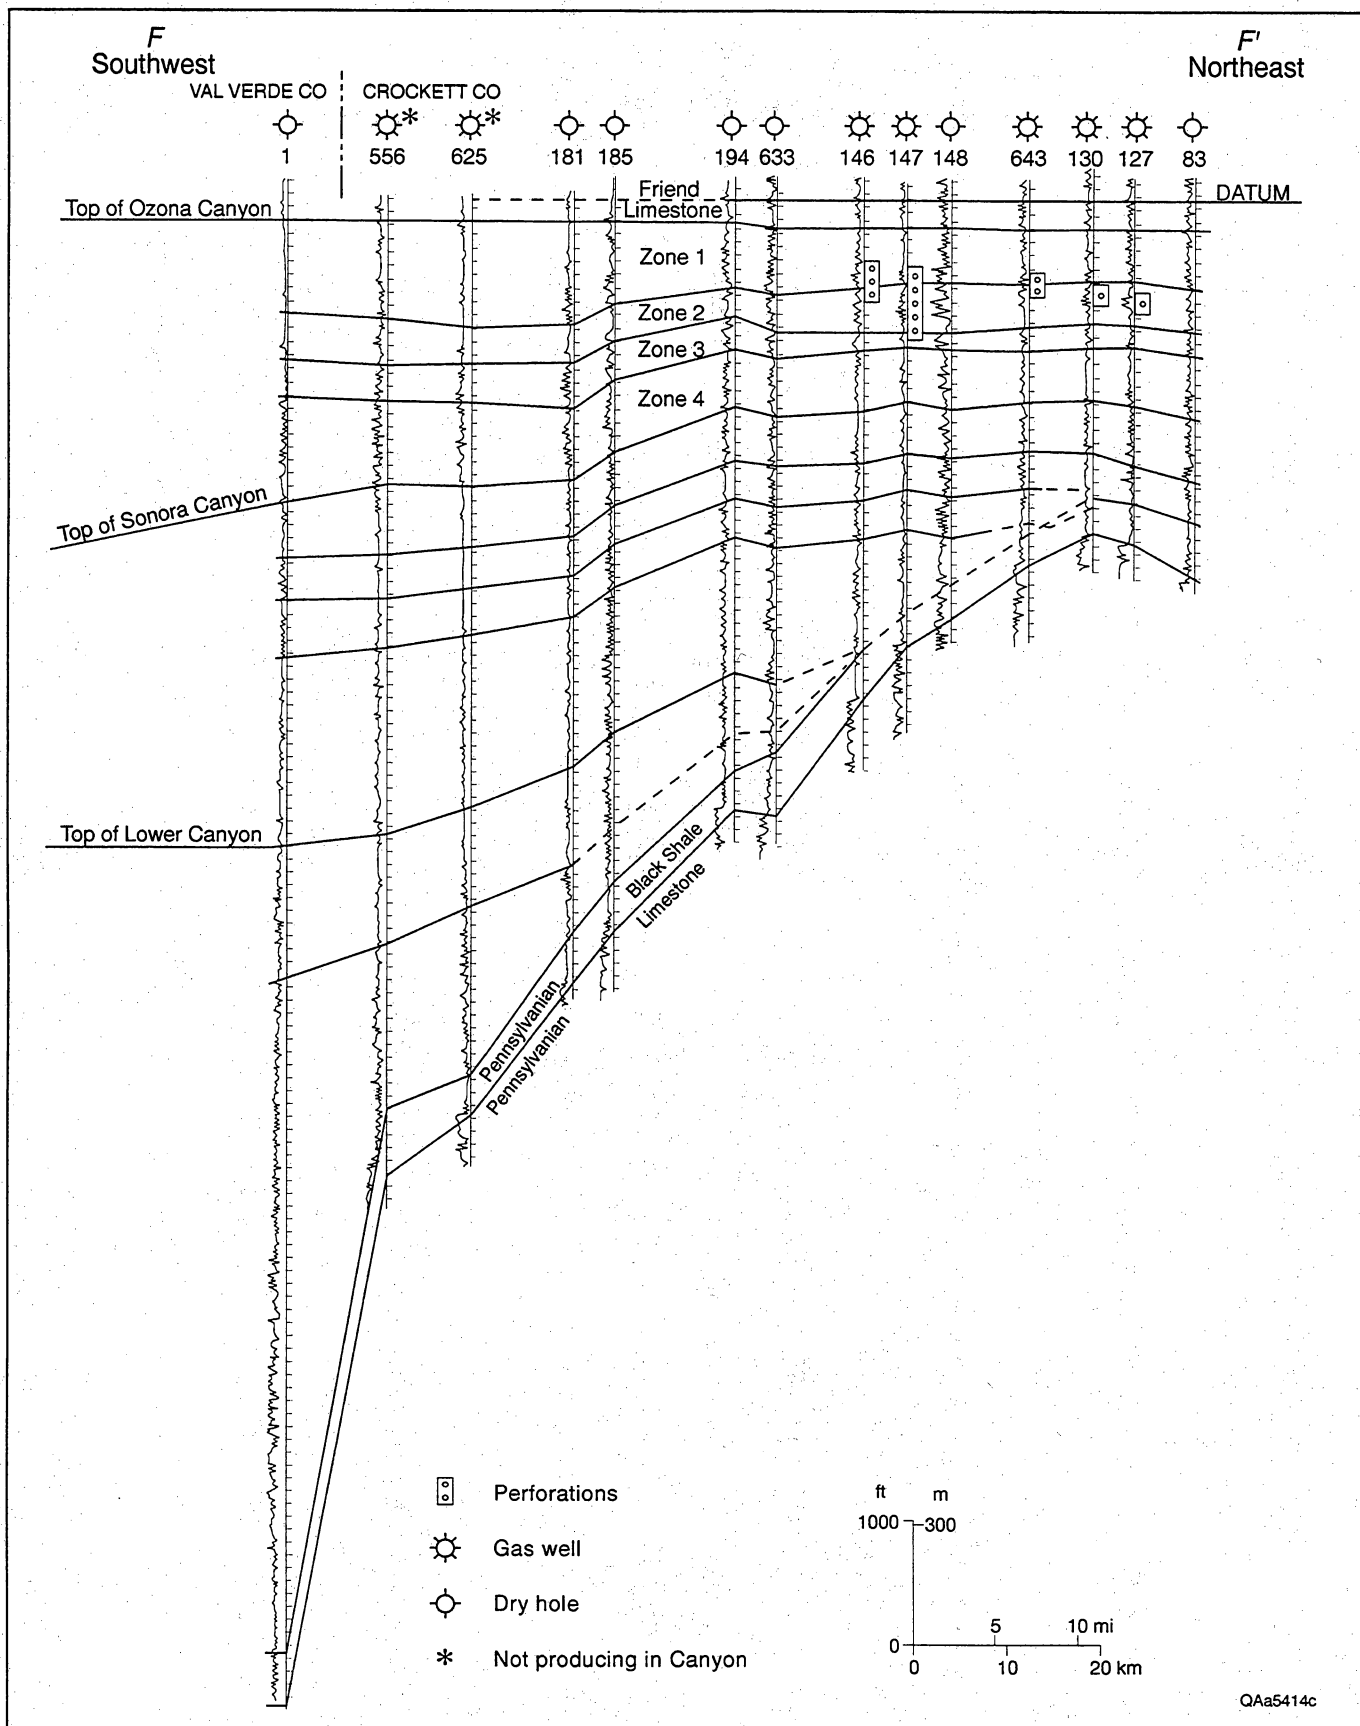 F
Southwest
F'
Northeast
VAL VERDE CO
CROCKETT CO
*
*
1
556
625
181
185
194
633
146
147
148
643
130
127
83
Top of Ozona Canyon
Friend
Limestone
DATUM
Zone 1
Zone 2
Zone 3
Zone 4
Top of Sonora Canyon
Top of Lower Canyon
Pennsylvanian Black Shale
Pennsylvanian Limestone
Perforations
Gas well
Dry hole
* Not producing in Canyon
ft m
1000 300
0
5 10 mi
0 10 20 km
QAa5414c